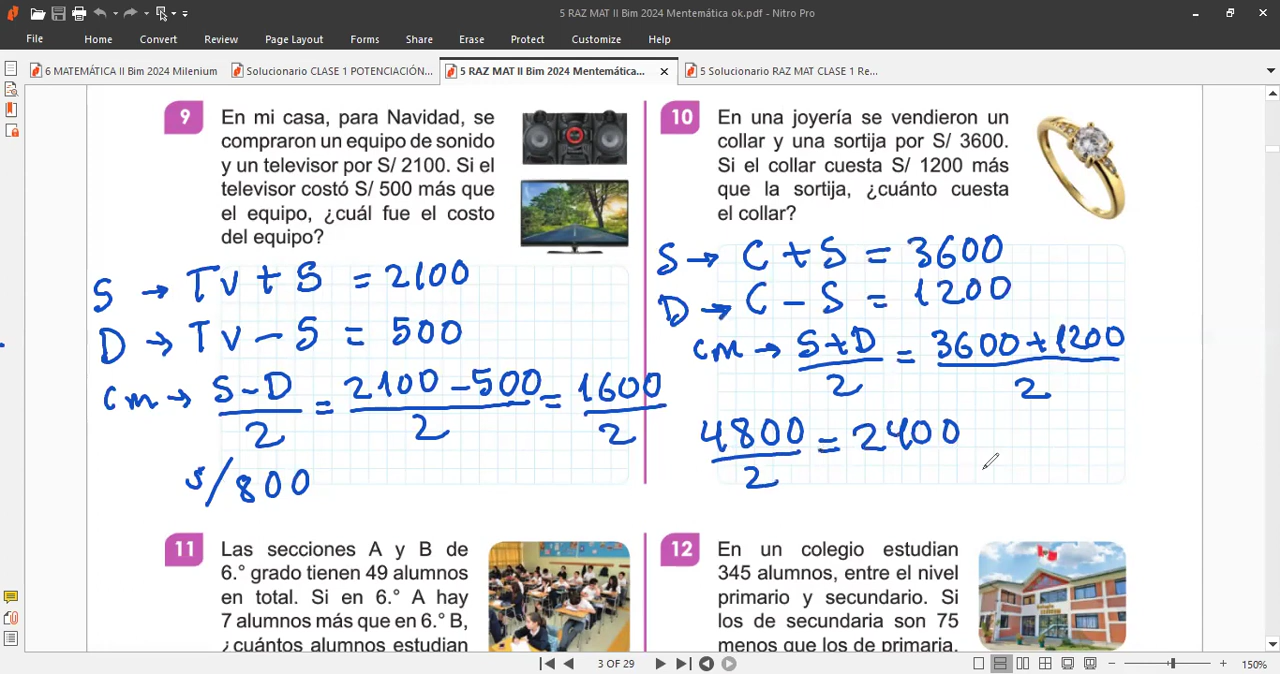 5 RAZ MAT II Bim 2024 Mentemática ok.pdf - Nitro Pro
File Home Convert Review Page Layout Forms Share Erase Protect Customize Help
6 MATEMÁTICA II Bim 2024 Milenium
Solucionario CLASE 1 POTENCIACIÓN...
5 RAZ MAT II Bim 2024 Mentemática...
5 Solucionario RAZ MAT CLASE 1 Re...
9
En mi casa, para Navidad, se
compraron un equipo de sonido
y un televisor por S/ 2100. Si el
televisor costó S/ 500 más que
el equipo, ¿cuál fue el costo
del equipo?
S → TV + S = 2100
D → TV - S = 500
CM → S-D/2 = 2100-500/2 = 1600/2
S/800
10
En una joyería se vendieron un
collar y una sortija por S/ 3600.
Si el collar cuesta S/ 1200 más
que la sortija, ¿cuánto cuesta
el collar?
S → C + S = 3600
D → C - S = 1200
CM → S+D/2 = 3600+1200/2
4800/2 = 2400
11
Las secciones A y B de
6.° grado tienen 49 alumnos
en total. Si en 6.° A hay
7 alumnos más que en 6.° B,
¿cuántos alumnos estudian
12
En un colegio estudian
345 alumnos, entre el nivel
primario y secundario. Si
los de secundaria son 75
menos que los de primaria,
3 OF 29
150%